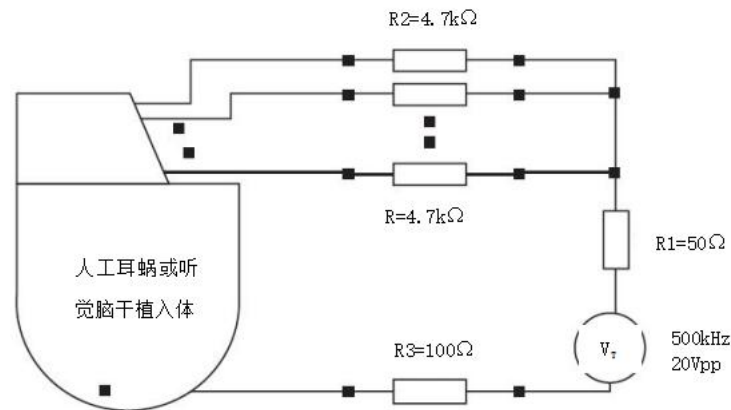 R2=4.7kΩ
R=4.7kΩ
R1=50Ω
人工耳蜗或听
觉脑干植入体
R3=100Ω
V_T
500kHz
20Vpp